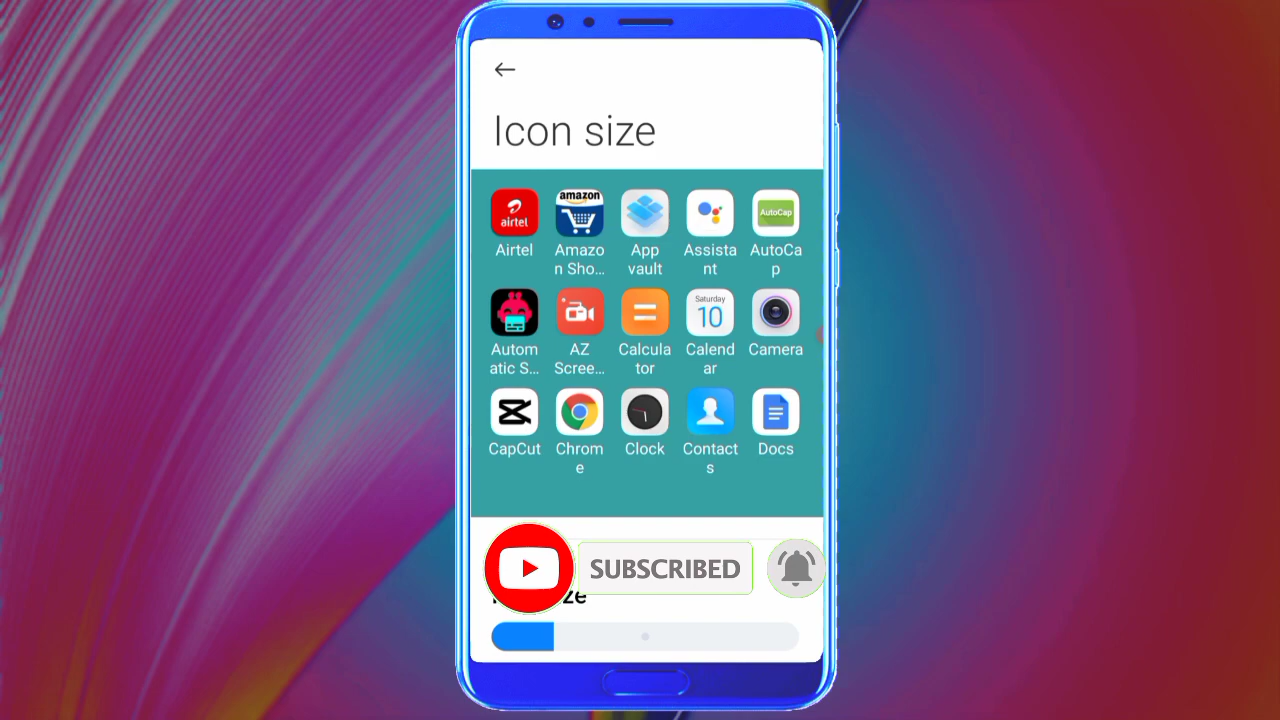 Icon size
airtel
amazon
AutoCap
Airtel
Amazo
n Sho...
App
vault
Assista
nt
AutoCa
p
Saturday
10
Autom
atic S...
AZ
Scree...
Calcula
tor
Calend
ar
Camera
CapCut
Chrom
e
Clock
Contact
s
Docs
SUBSCRIBED
ze